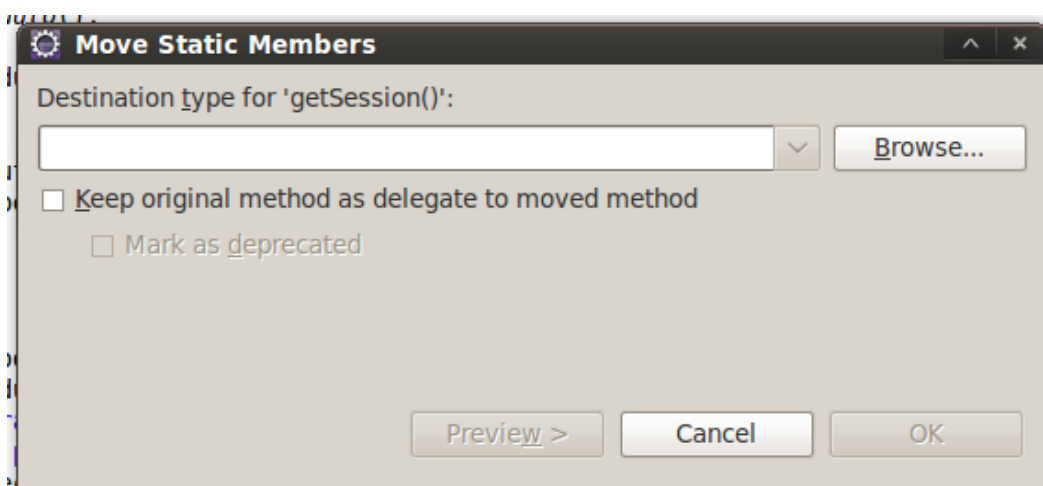 Move Static Members
Destination type for 'getSession()':
Browse...
Keep original method as delegate to moved method
Mark as deprecated
Preview >
Cancel
OK